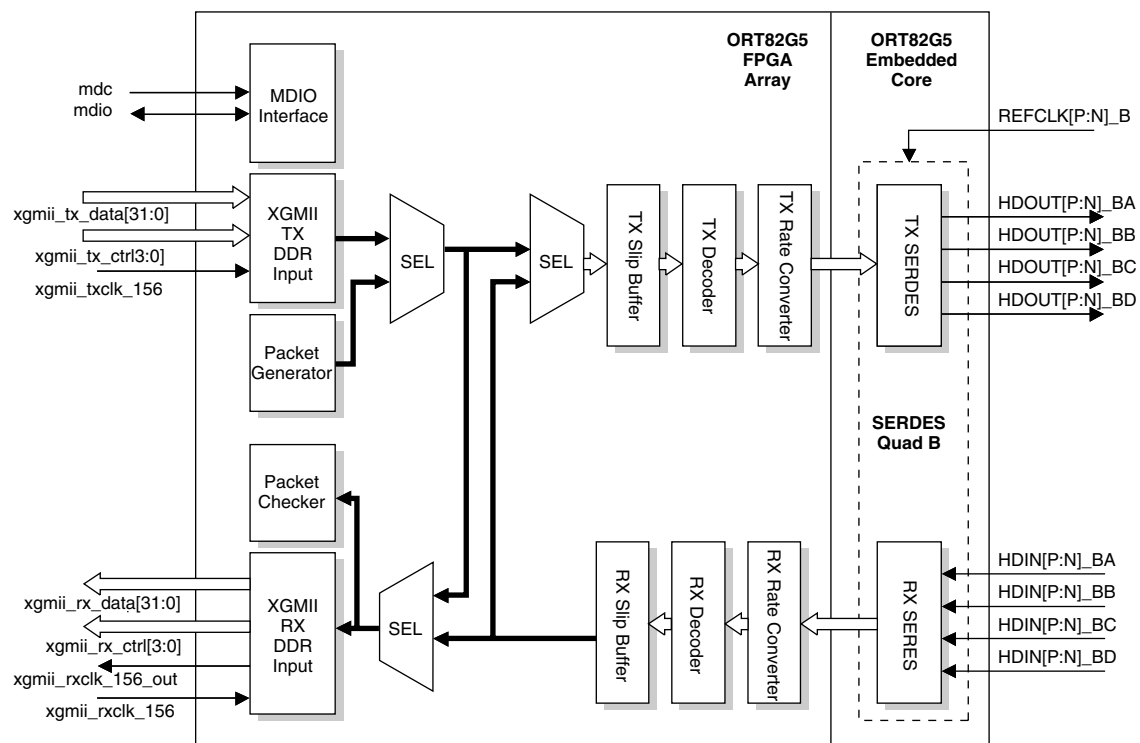 ORT82G5
FPGA
Array
ORT82G5
Embedded
Core
mdc
mdio
MDIO
Interface
REFCLK[P:N]_B
xgmii_tx_data[31:0]
xgmii_tx_ctrl3:0]
xgmii_txclk_156
XGMII
TX
DDR
Input
SEL
SEL
TX Slip Buffer
TX Decoder
TX Rate Converter
TX SERDES
HDOUT[P:N]_BA
HDOUT[P:N]_BB
HDOUT[P:N]_BC
HDOUT[P:N]_BD
Packet
Generator
SERDES
Quad B
Packet
Checker
xgmii_rx_data[31:0]
xgmii_rx_ctrl[3:0]
xgmii_rxclk_156_out
xgmii_rxclk_156
XGMII
RX
DDR
Input
SEL
RX Slip Buffer
RX Decoder
RX Rate Converter
RX SERES
HDIN[P:N]_BA
HDIN[P:N]_BB
HDIN[P:N]_BC
HDIN[P:N]_BD